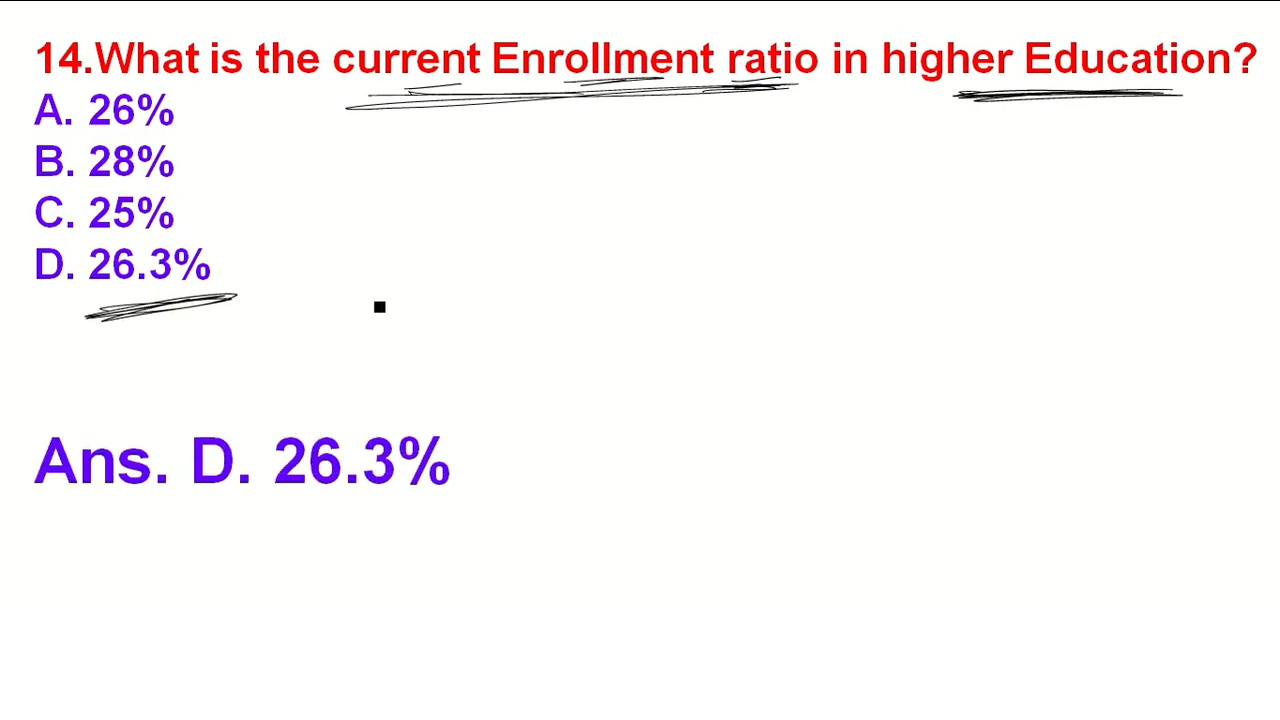 14.What is the current Enrollment ratio in higher Education?
A. 26%
B. 28%
C. 25%
D. 26.3%
Ans. D. 26.3%